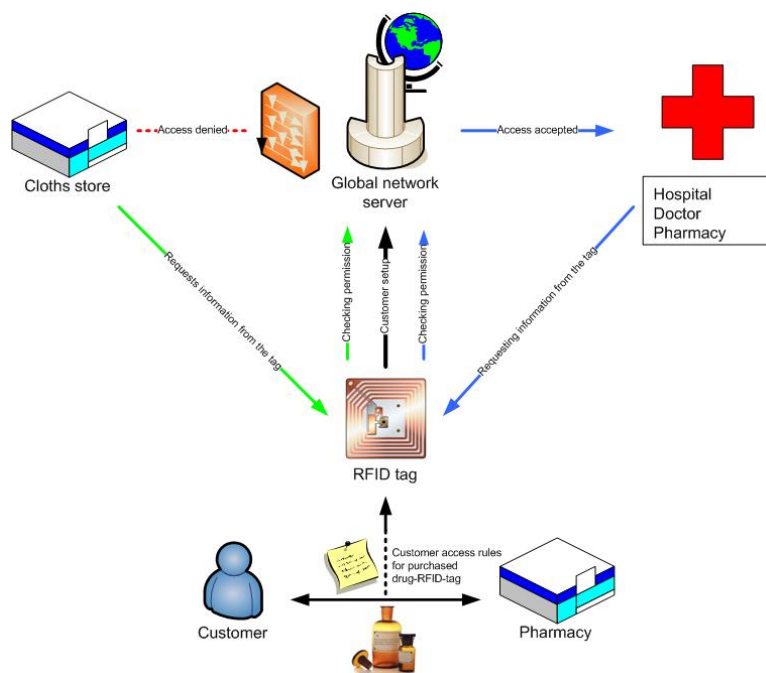 Access denied
Access accepted
Cloths store
Global network
server
Hospital
Doctor
Pharmacy
Requests information from the tag
Checking permission
Customer setup
Checking permission
Requesting information from the tag
RFID tag
Customer access rules
for purchased
drug-RFID-tag
Customer
Pharmacy